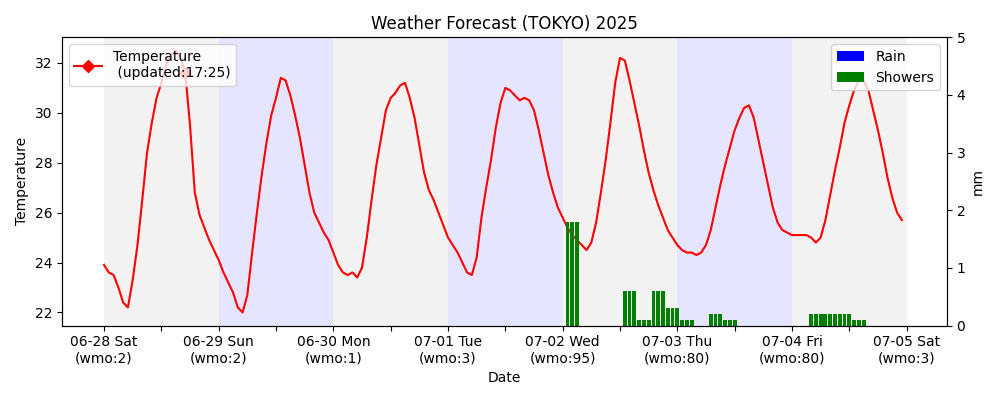 Weather Forecast (TOKYO) 2025
Temperature
(updated:17:25)
Rain
Showers
32
30
28
26
24
22
Temperature
5
4
3
2
1
0
mm
06-28 Sat 06-29 Sun 06-30 Mon 07-01 Tue 07-02 Wed 07-03 Thu 07-04 Fri 07-05 Sat
(wmo:2) (wmo:2) (wmo:1) (wmo:3) (wmo:95) (wmo:80) (wmo:80) (wmo:3)
Date